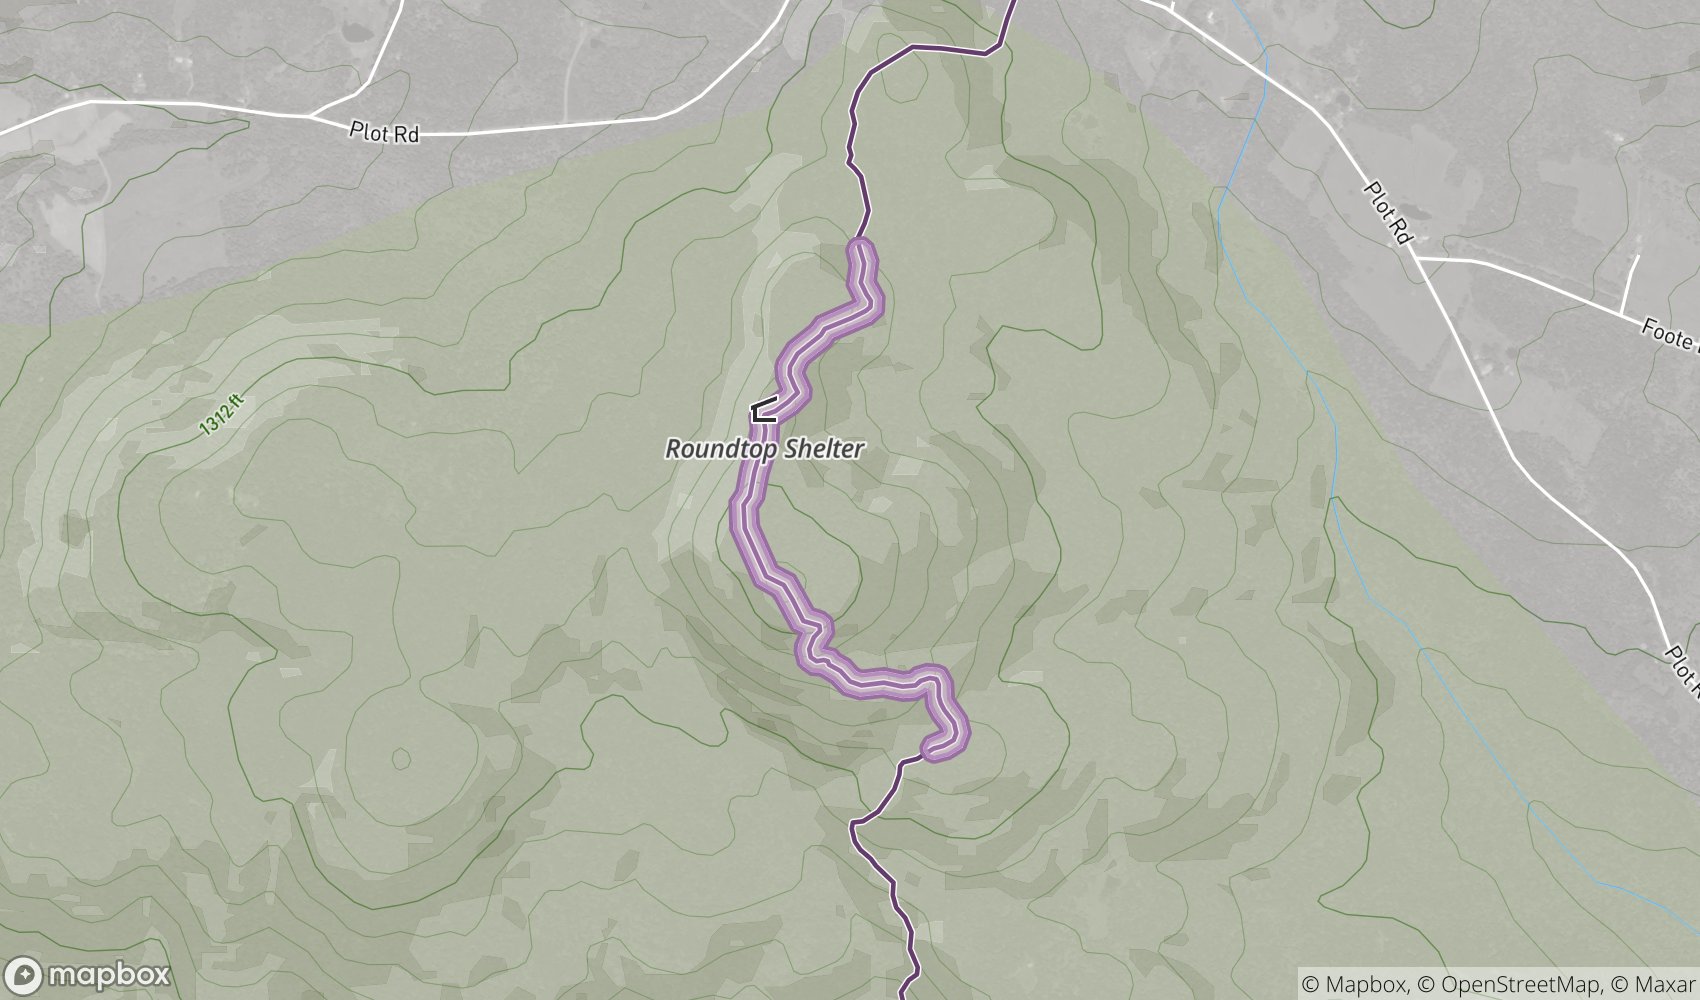 Plot Rd
Plot Rd
Foote
1312 ft
Roundtop Shelter
Plot R
mapbox
© Mapbox, © OpenStreetMap, © Maxar